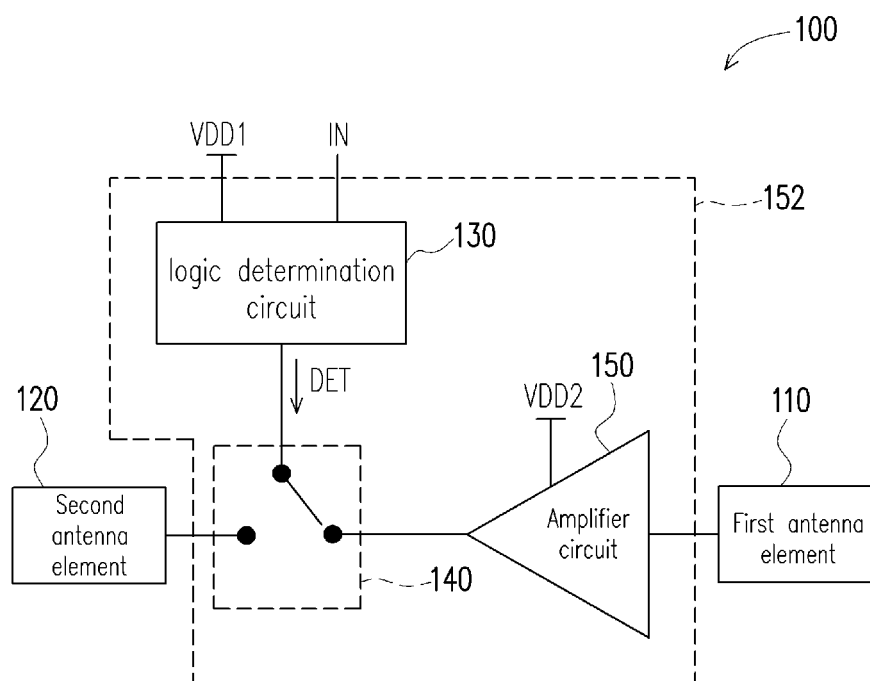 100
VDD1
IN
152
130
logic determination
circuit
DET
120
150
110
VDD2
Second
antenna
element
Amplifier
circuit
First antenna
element
140